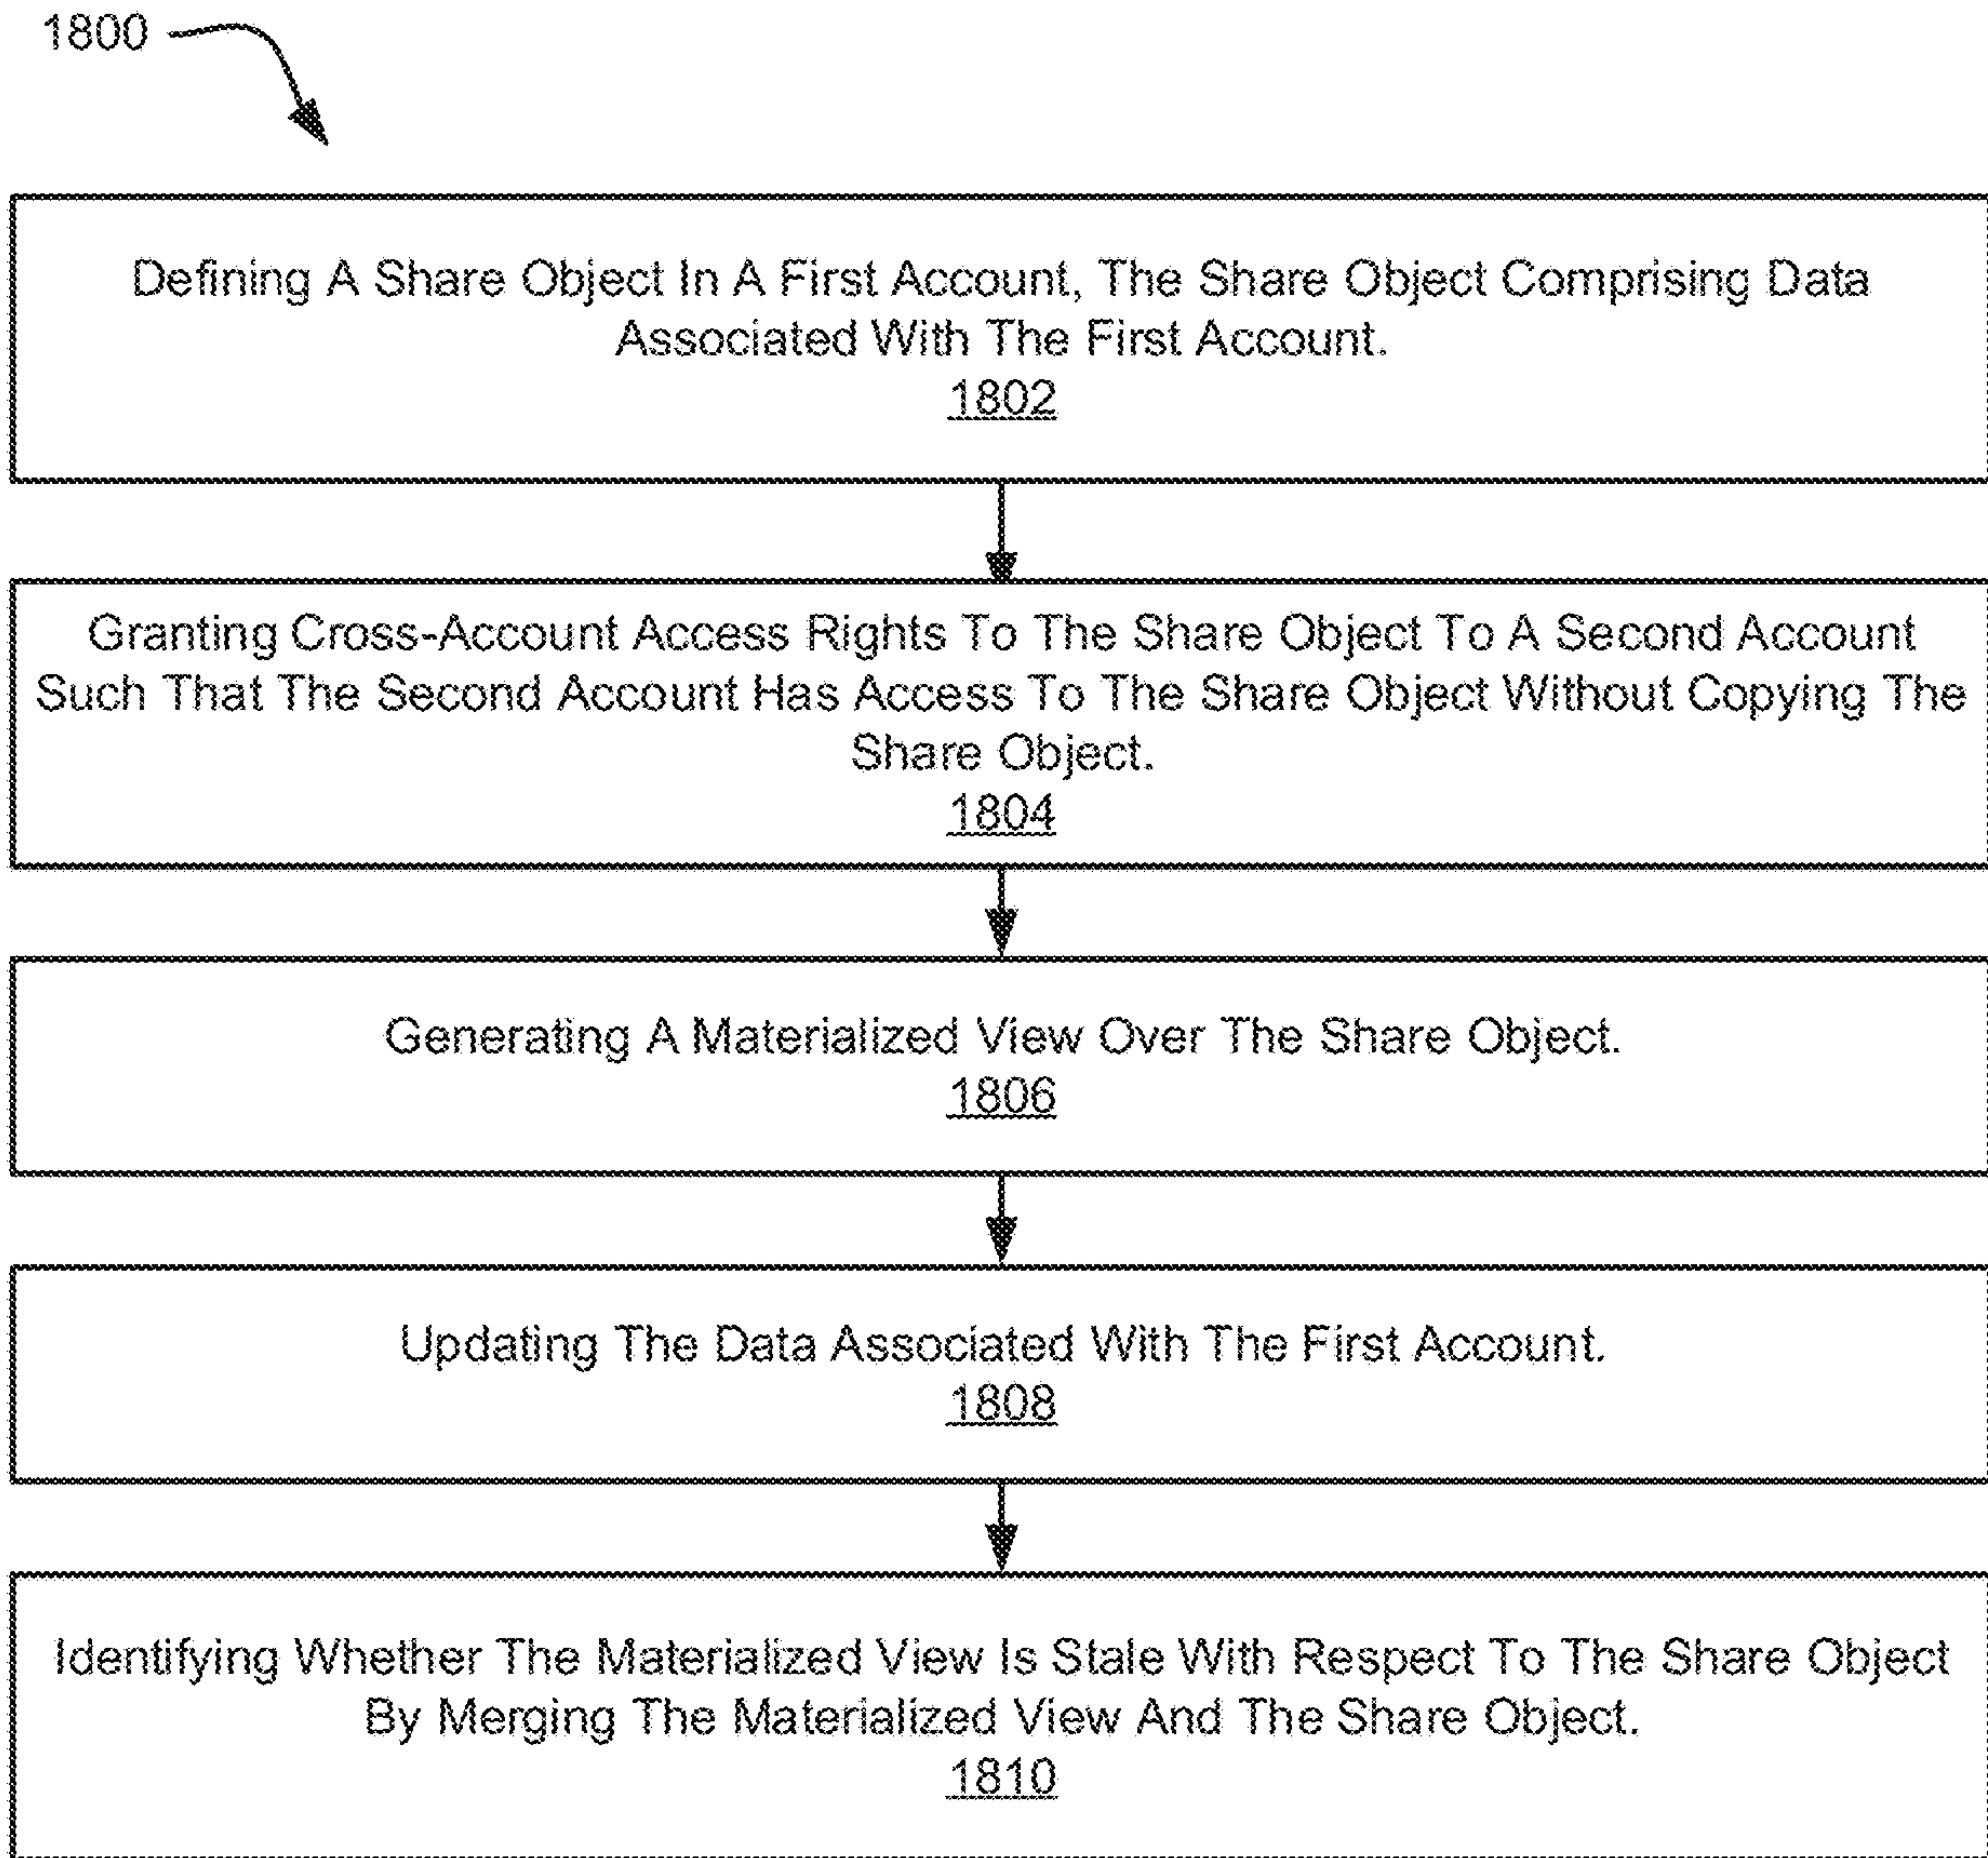 1800
Defining A Share Object In A First Account, The Share Object Comprising Data
Associated With The First Account.
1802
Granting Cross-Account Access Rights To The Share Object To A Second Account
Such That The Second Account Has Access To The Share Object Without Copying The
Share Object.
1804
Generating A Materialized View Over The Share Object.
1806
Updating The Data Associated With The First Account.
1808
Identifying Whether The Materialized View Is Stale With Respect To The Share Object
By Merging The Materialized View And The Share Object.
1810